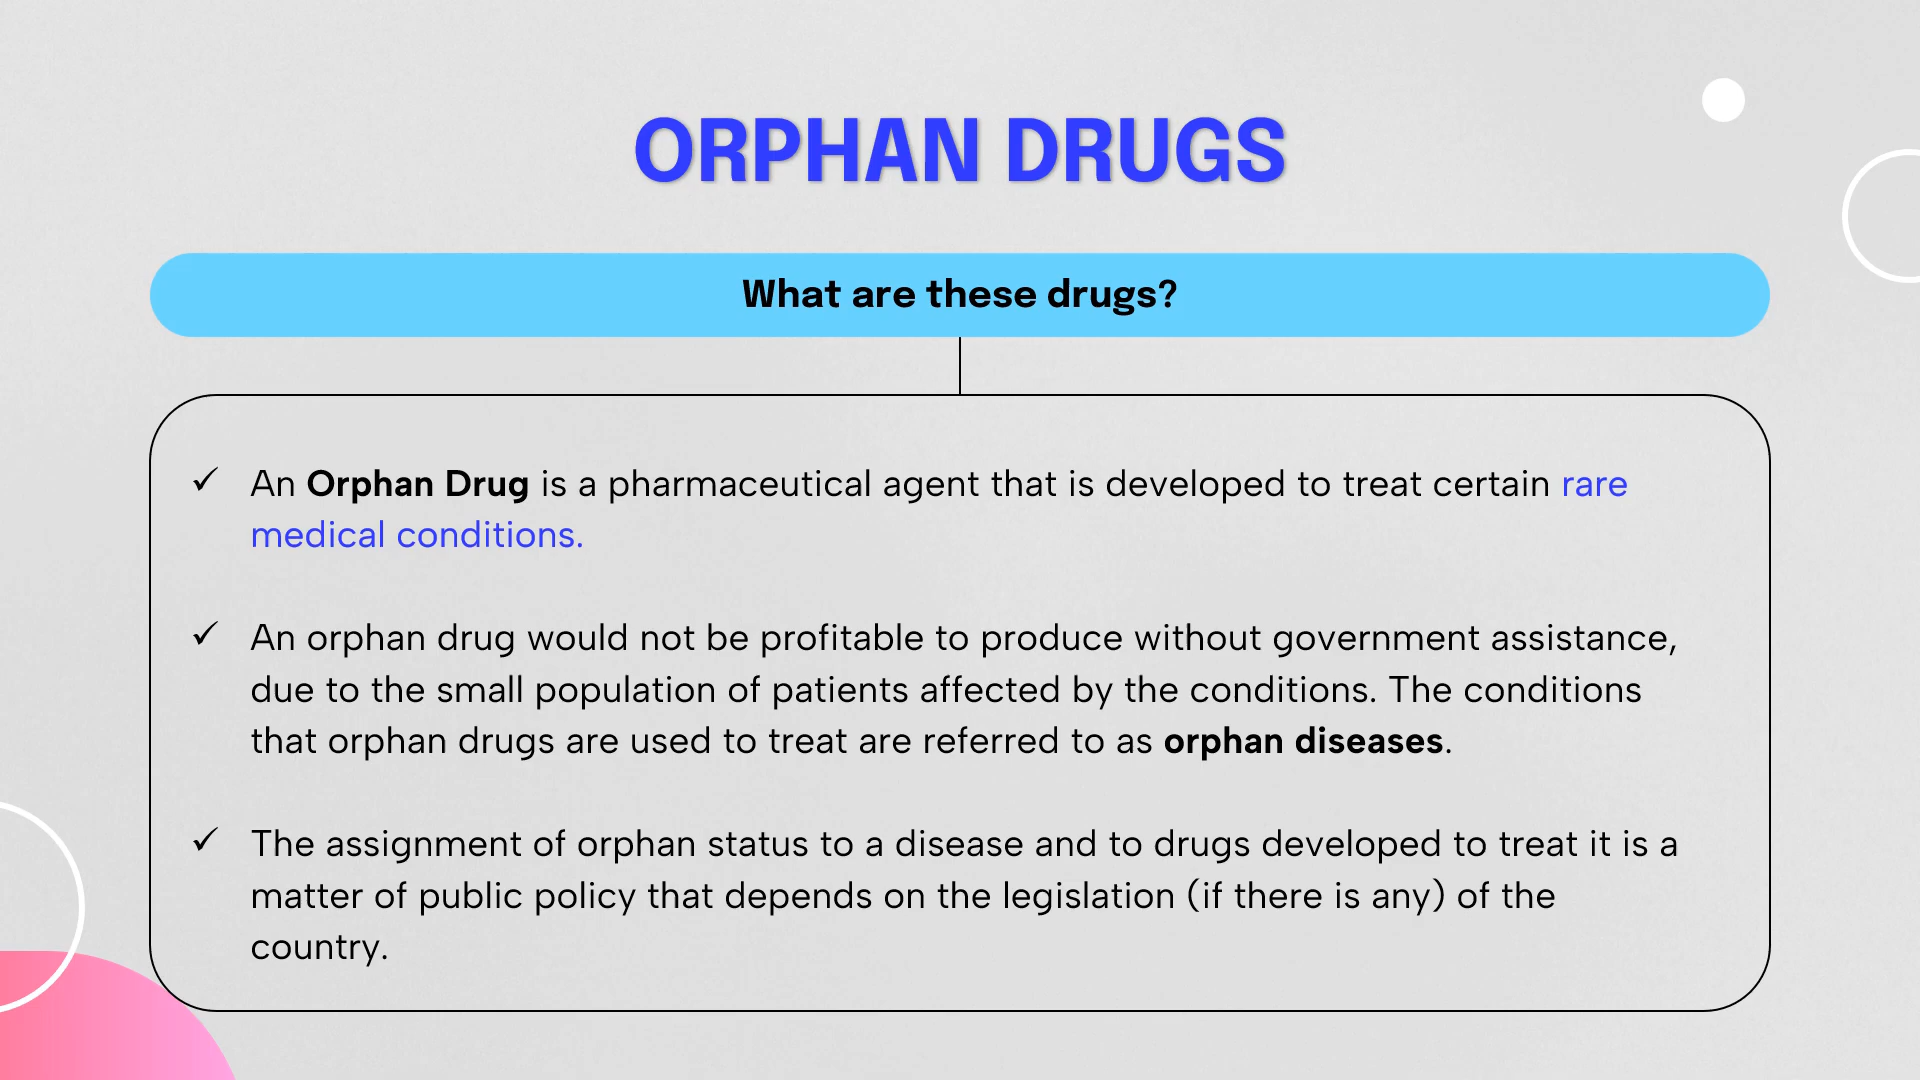 ORPHAN DRUGS
What are these drugs?
✓ An Orphan Drug is a pharmaceutical agent that is developed to treat certain rare
medical conditions.
✓ An orphan drug would not be profitable to produce without government assistance,
due to the small population of patients affected by the conditions. The conditions
that orphan drugs are used to treat are referred to as orphan diseases.
✓ The assignment of orphan status to a disease and to drugs developed to treat it is a
matter of public policy that depends on the legislation (if there is any) of the
country.